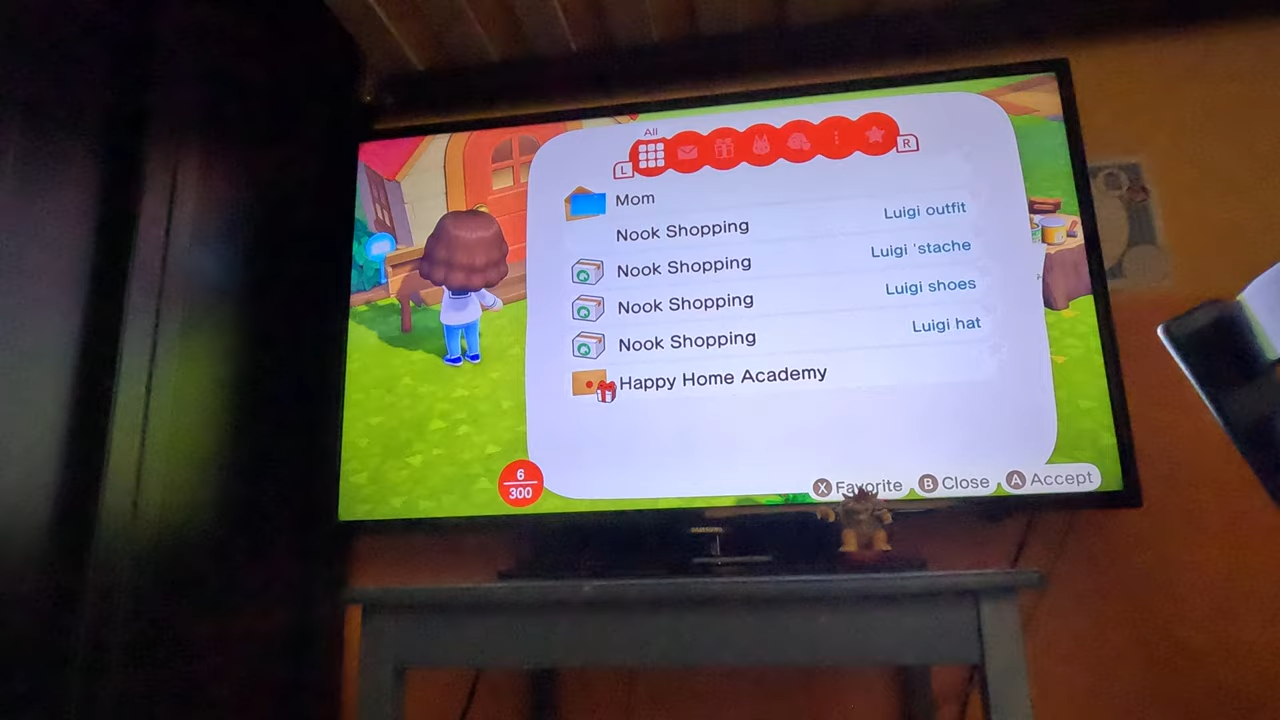 All
L
R
Mom
Nook Shopping Luigi outfit
Nook Shopping Luigi 'stache
Nook Shopping Luigi shoes
Nook Shopping Luigi hat
Happy Home Academy
6
300
X Favorite B Close A Accept
SAMSUNG